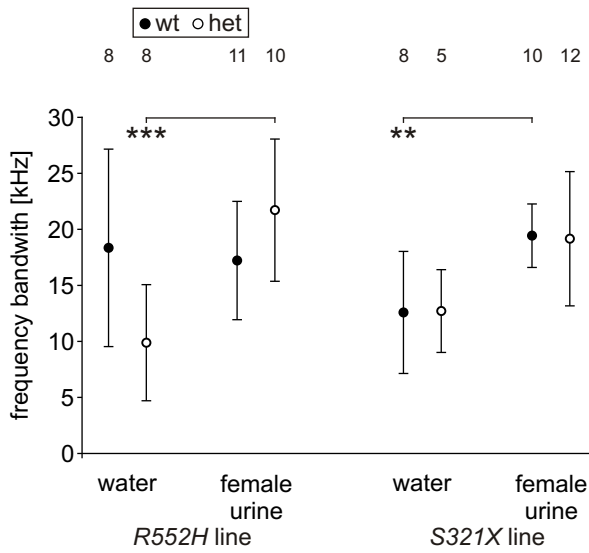 wt het
8 8 11 10 8 5 10 12
30
25
20
15
10
5
0
frequency bandwith [kHz]
*** **
water female urine water female urine
R552H line S321X line